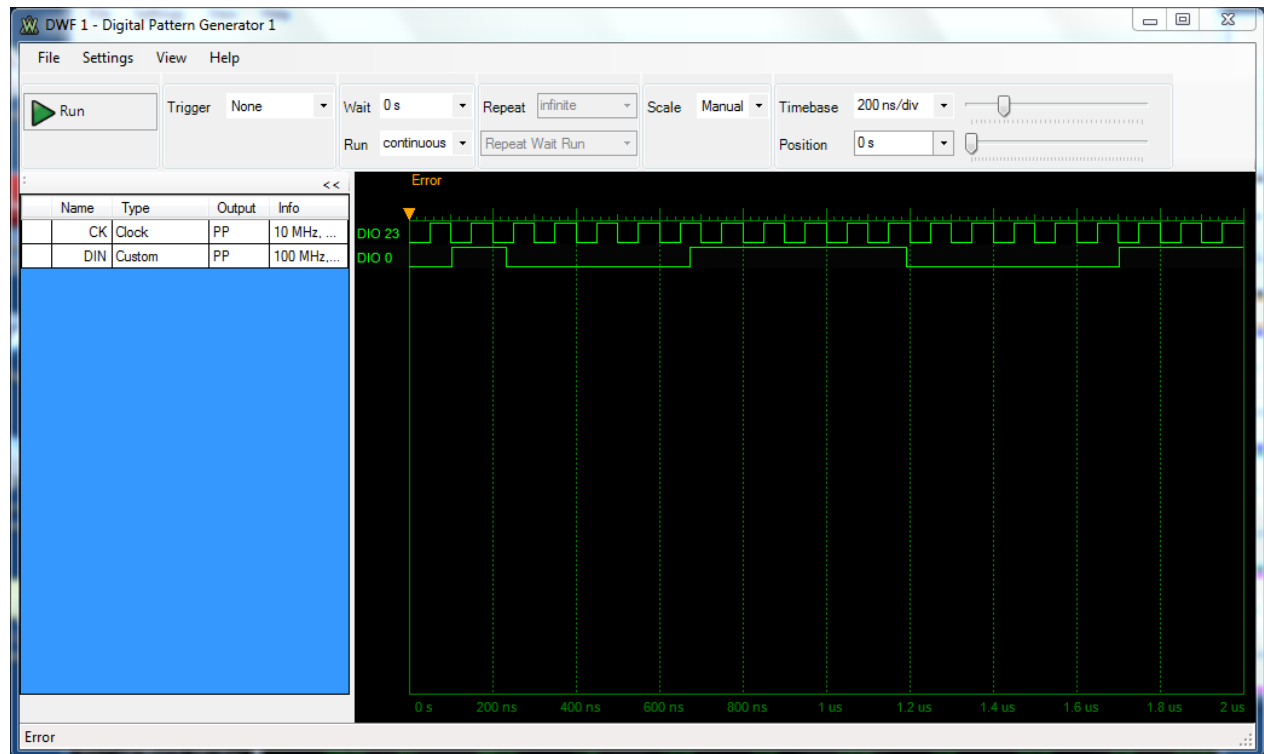 DWF 1 - Digital Pattern Generator 1
File Settings View Help
Run Trigger None Wait 0 s Repeat infinite Scale Manual Timebase 200 ns/div
Run continuous Repeat Wait Run Position 0 s
<<
Error
Name Type Output Info
CK Clock PP 10 MHz, ...
DIO 23
DIN Custom PP 100 MHz,...
DIO 0
0 s 200 ns 400 ns 600 ns 800 ns 1 us 1.2 us 1.4 us 1.6 us 1.8 us 2 us
Error